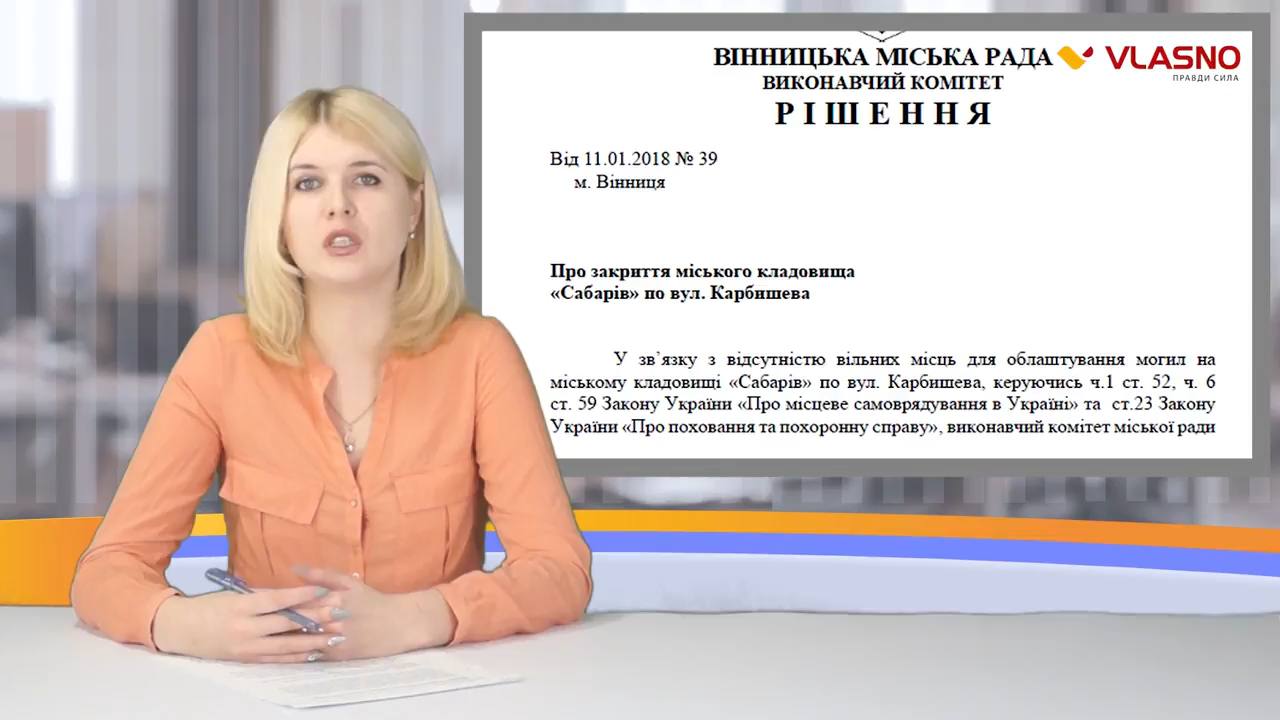 ВІННИЦЬКА МІСЬКА РАДА
VLASNO
ПРАВДИ СИЛА
ВИКОНАВЧИЙ КОМІТЕТ
Р І Ш Е Н Н Я
Від 11.01.2018 № 39
м. Вінниця
Про закриття міського кладовища
«Сабарів» по вул. Карбишева
У зв’язку з відсутністю вільних місць для облаштування могил на
міському кладовищі «Сабарів» по вул. Карбишева, керуючись ч.1 ст. 52, ч. 6
ст. 59 Закону України «Про місцеве самоврядування в Україні» та ст.23 Закону
України «Про поховання та похоронну справу», виконавчий комітет міської ради